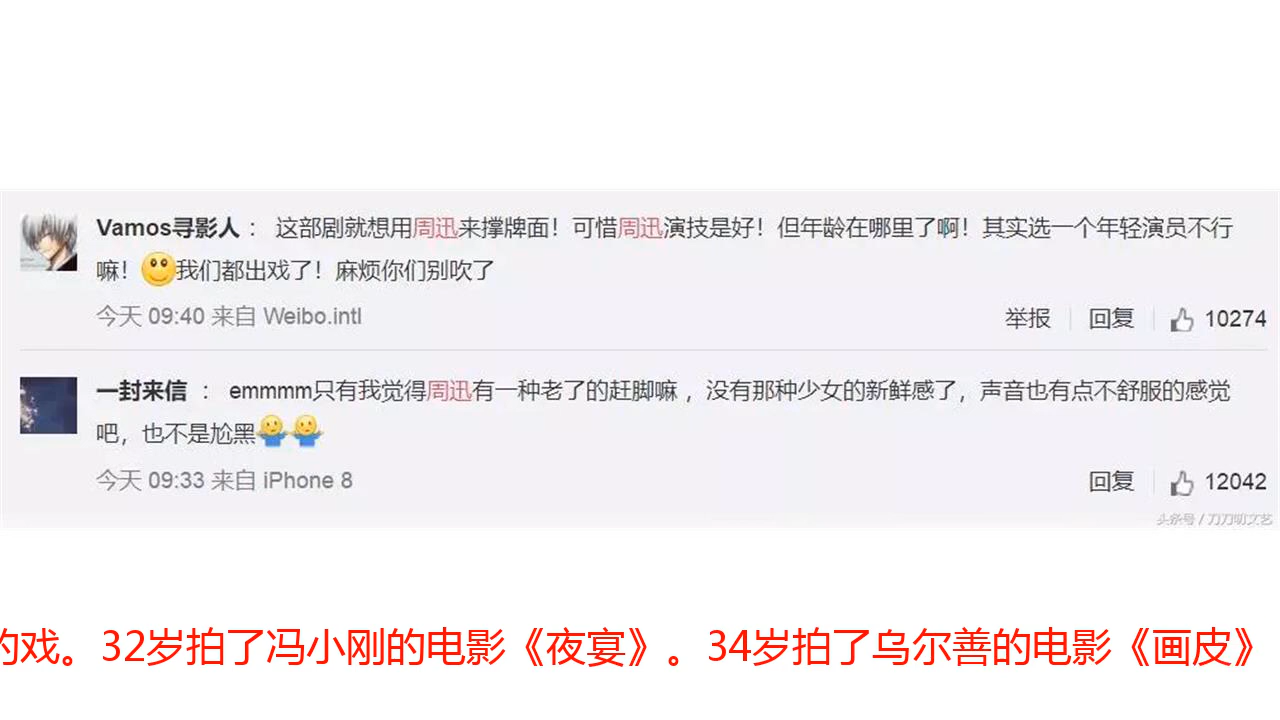 Vamos寻影人： 这部剧就想用周迅来撑牌面！可惜周迅演技是好！但年龄在哪里了啊！其实选一个年轻演员不行
嘛！我们都出戏了！麻烦你们别吹了
今天 09:40 来自 Weibo.intl
举报 回复 10274
一封来信 ： emmmm只有我觉得周迅有一种老了的赶脚嘛 ，没有那种少女的新鲜感了，声音也有点不舒服的感觉
吧，也不是尬黑
今天 09:33 来自 iPhone 8
回复 12042
头条号 / 刀刀叨文艺
的戏。32岁拍了冯小刚的电影《夜宴》。34岁拍了乌尔善的电影《画皮》